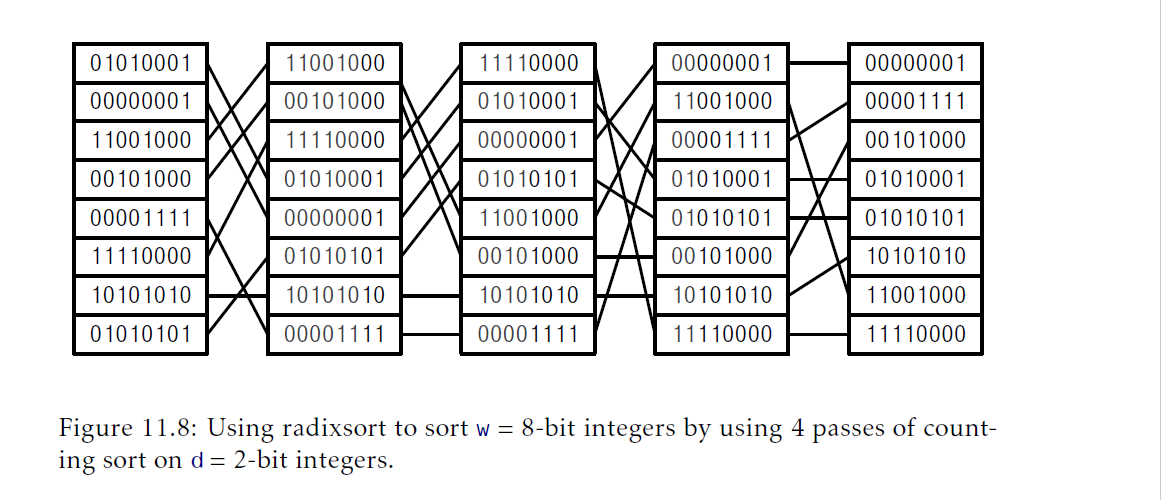 01010001 11001000 11110000 00000001 00000001
00000001 00101000 01010001 11001000 00001111
11001000 11110000 00000001 00001111 00101000
00101000 01010001 01010101 01010001 01010001
00001111 00000001 11001000 01010101 01010101
11110000 01010101 00101000 00101000 10101010
10101010 10101010 10101010 10101010 11001000
01010101 00001111 00001111 11110000 11110000
Figure 11.8: Using radixsort to sort w = 8-bit integers by using 4 passes of count-
ing sort on d = 2-bit integers.